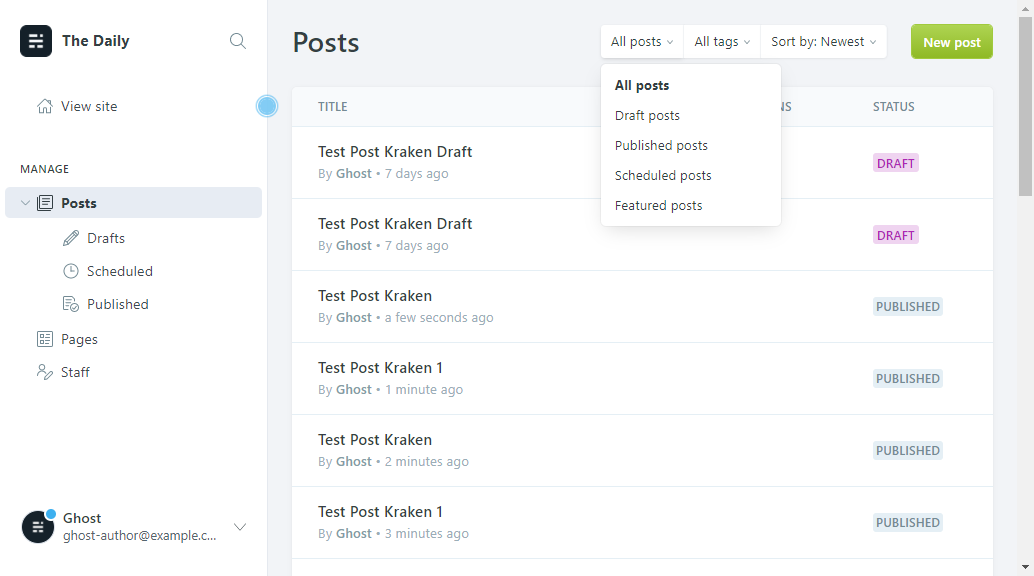 The Daily
View site
MANAGE
Posts
Drafts
Scheduled
Published
Pages
Staff
Ghost
ghost-author@example.c...
Posts
All posts
All tags
Sort by: Newest
New post
All posts
Draft posts
Published posts
Scheduled posts
Featured posts
TITLE
STATUS
Test Post Kraken Draft
By Ghost • 7 days ago
DRAFT
Test Post Kraken Draft
By Ghost • 7 days ago
DRAFT
Test Post Kraken
By Ghost • a few seconds ago
PUBLISHED
Test Post Kraken 1
By Ghost • 1 minute ago
PUBLISHED
Test Post Kraken
By Ghost • 2 minutes ago
PUBLISHED
Test Post Kraken 1
By Ghost • 3 minutes ago
PUBLISHED